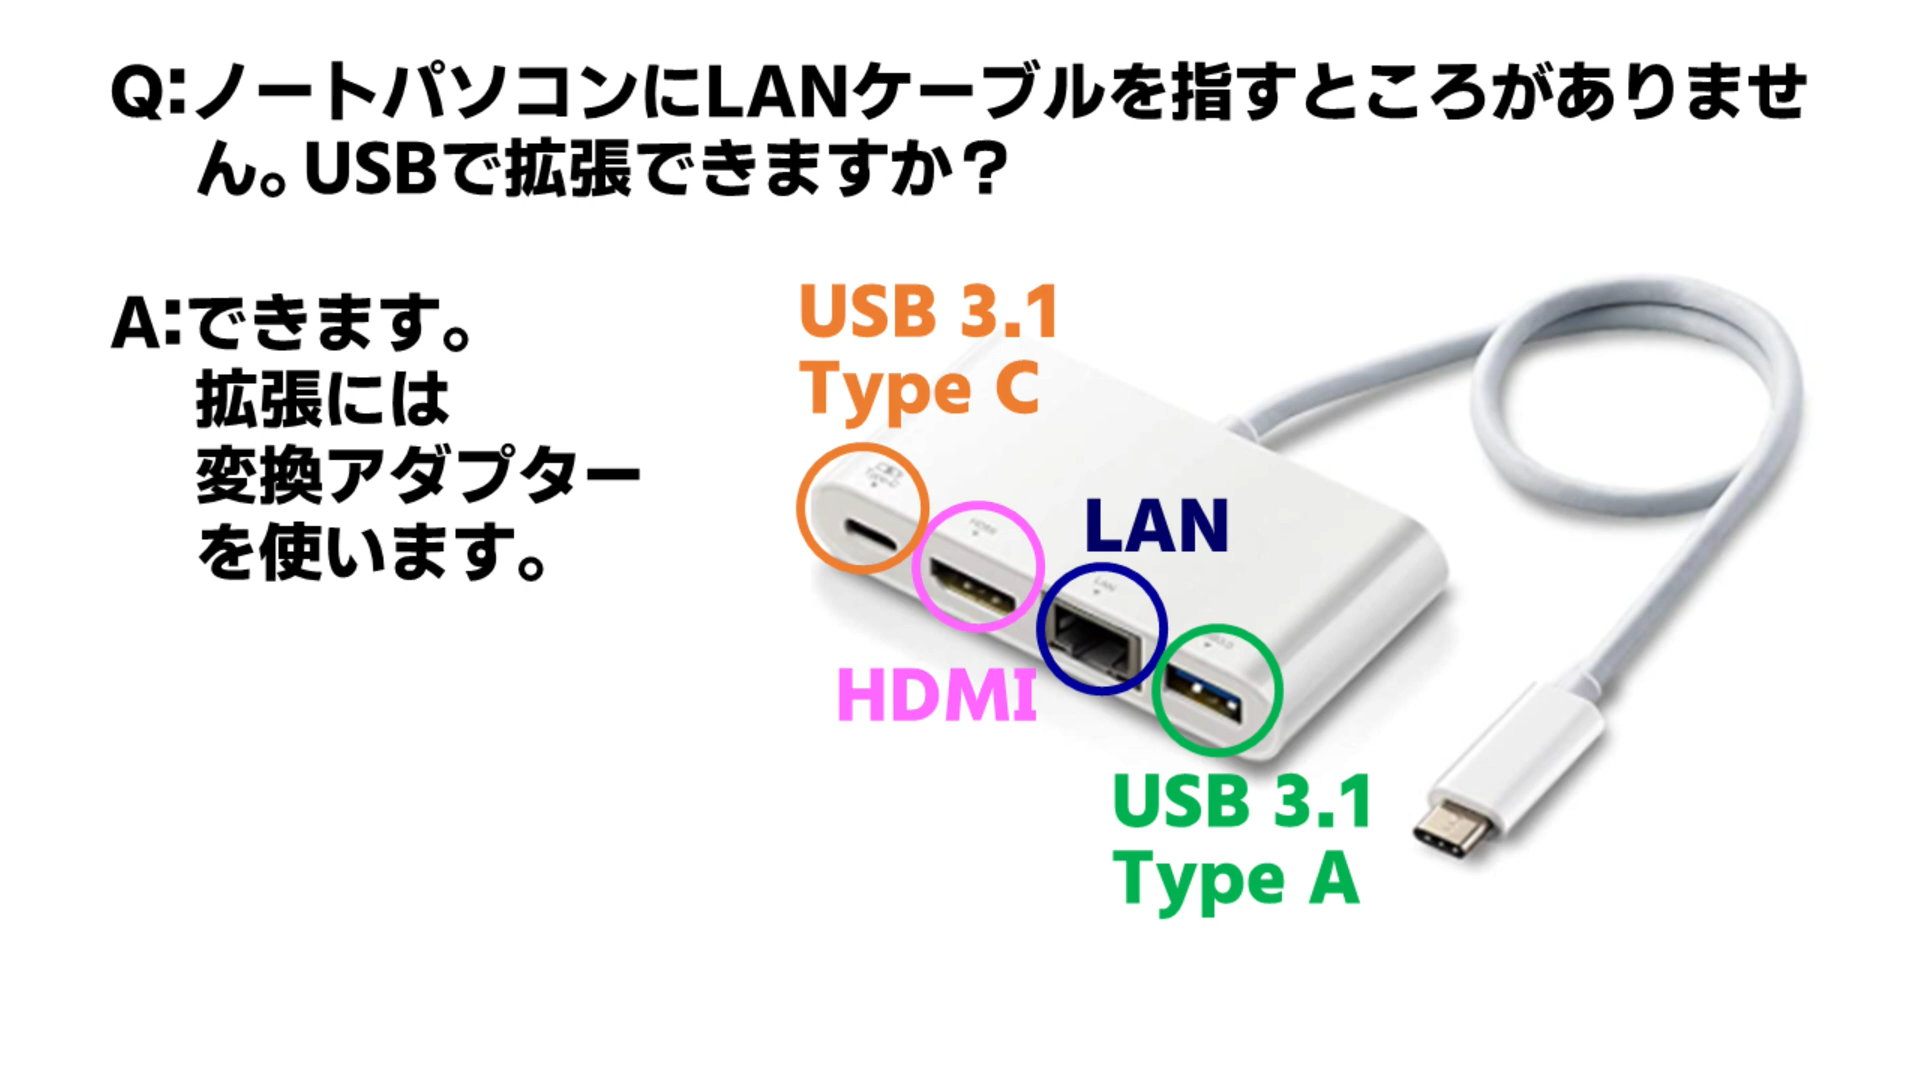 Q:ノートパソコンにLANケーブルを指すところがありませ
ん。USBで拡張できますか？
A:できます。
拡張には
変換アダプター
を使います。
USB 3.1
Type C
LAN
HDMI
USB 3.1
Type A
Type-C
HDMI
LAN